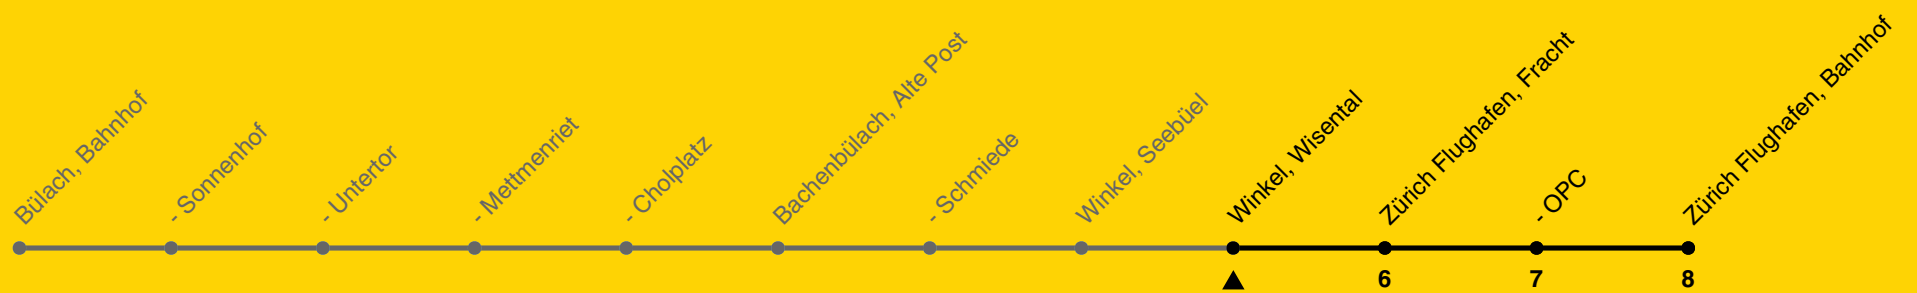 Bülach, Bahnhof
- Sonnenhof
- Untertor
- Mettmenriet
- Cholplatz
Bachenbülach, Alte Post
- Schmiede
Winkel, Seebüel
Winkel, Wisental
Zürich Flughafen, Fracht
- OPC
Zürich Flughafen, Bahnhof
6
7
8